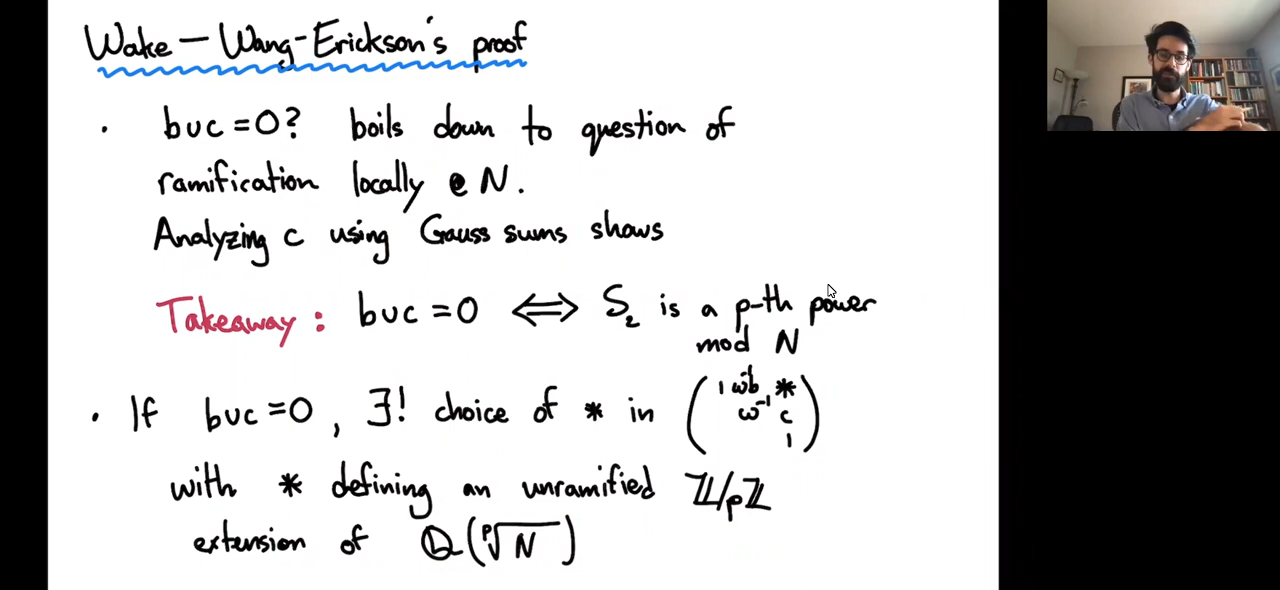 Wake – Wang-Erickson's proof
• b∪c = 0? boils down to question of
ramification locally @ N.
Analyzing c using Gauss sums shows
Takeaway: b∪c = 0 ⟺ S₂ is a p-th power
mod N
• If b∪c = 0, ∃! choice of * in ( 1 ω⁻¹b *
ω⁻¹ c
1 )
with * defining an unramified ℤ/pℤ
extension of ℚ(ᵖ√N)